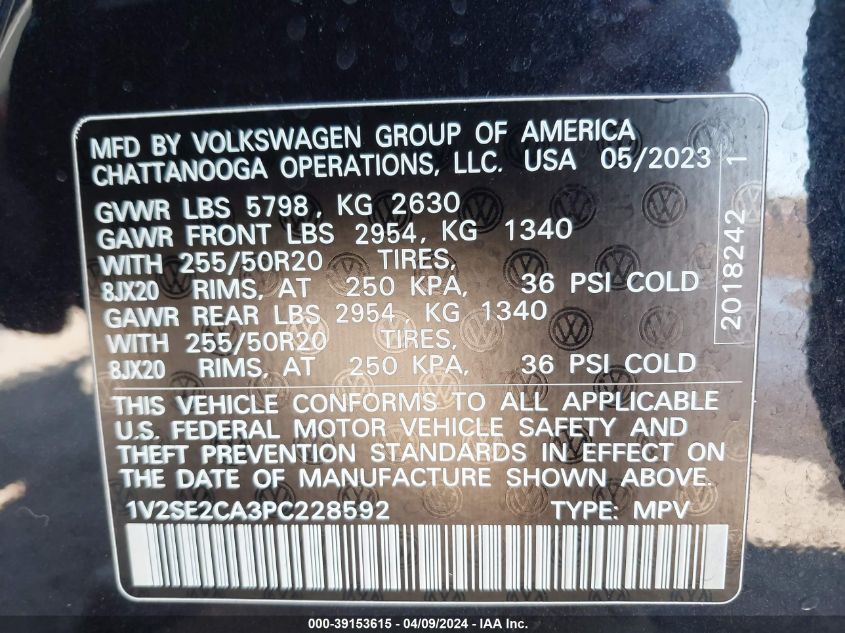 MFD BY VOLKSWAGEN GROUP OF AMERICA
CHATTANOOGA OPERATIONS, LLC. USA 05/2023
GVWR LBS 5798, KG 2630
GAWR FRONT LBS 2954, KG 1340
WITH 255/50R20 TIRES,
8JX20 RIMS, AT 250 KPA, 36 PSI COLD
GAWR REAR LBS 2954, KG 1340
WITH 255/50R20 TIRES,
8JX20 RIMS, AT 250 KPA, 36 PSI COLD
2018242 1
THIS VEHICLE CONFORMS TO ALL APPLICABLE
U.S. FEDERAL MOTOR VEHICLE SAFETY AND
THEFT PREVENTION STANDARDS IN EFFECT ON
THE DATE OF MANUFACTURE SHOWN ABOVE.
1V2SE2CA3PC228592 TYPE: MPV
000-39153615 - 04/09/2024 - IAA Inc.